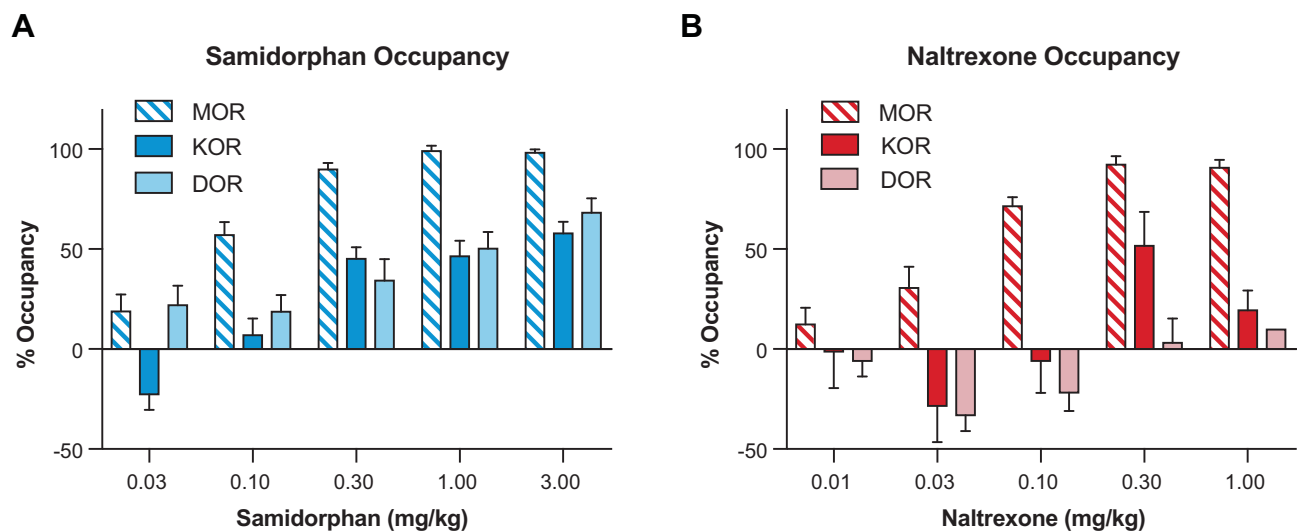 A
Samidorphan Occupancy
MOR
KOR
DOR
% Occupancy
100
50
0
-50
0.03 0.10 0.30 1.00 3.00
Samidorphan (mg/kg)
B
Naltrexone Occupancy
MOR
KOR
DOR
% Occupancy
100
50
0
-50
0.01 0.03 0.10 0.30 1.00
Naltrexone (mg/kg)